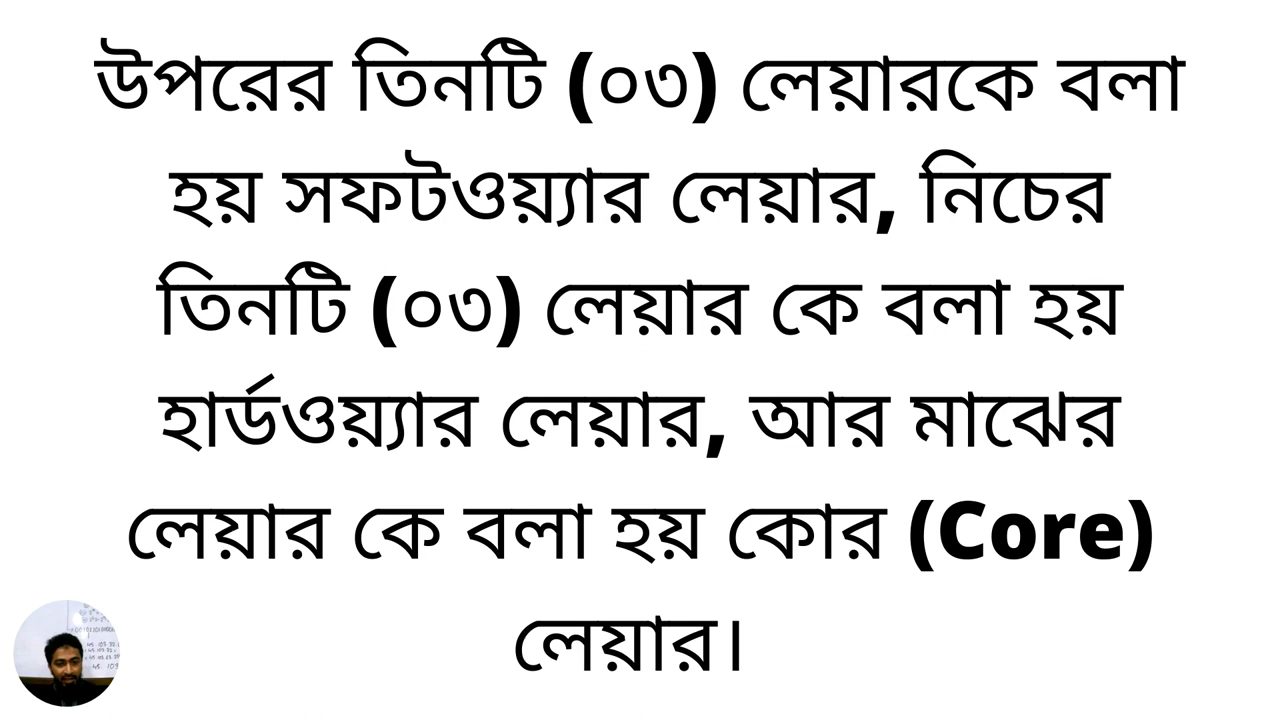 উপরের তিনটি (০৩) লেয়ারকে বলা
হয় সফটওয়্যার লেয়ার, নিচের
তিনটি (০৩) লেয়ার কে বলা হয়
হার্ডওয়্যার লেয়ার, আর মাঝের
লেয়ার কে বলা হয় কোর (Core)
লেয়ার।